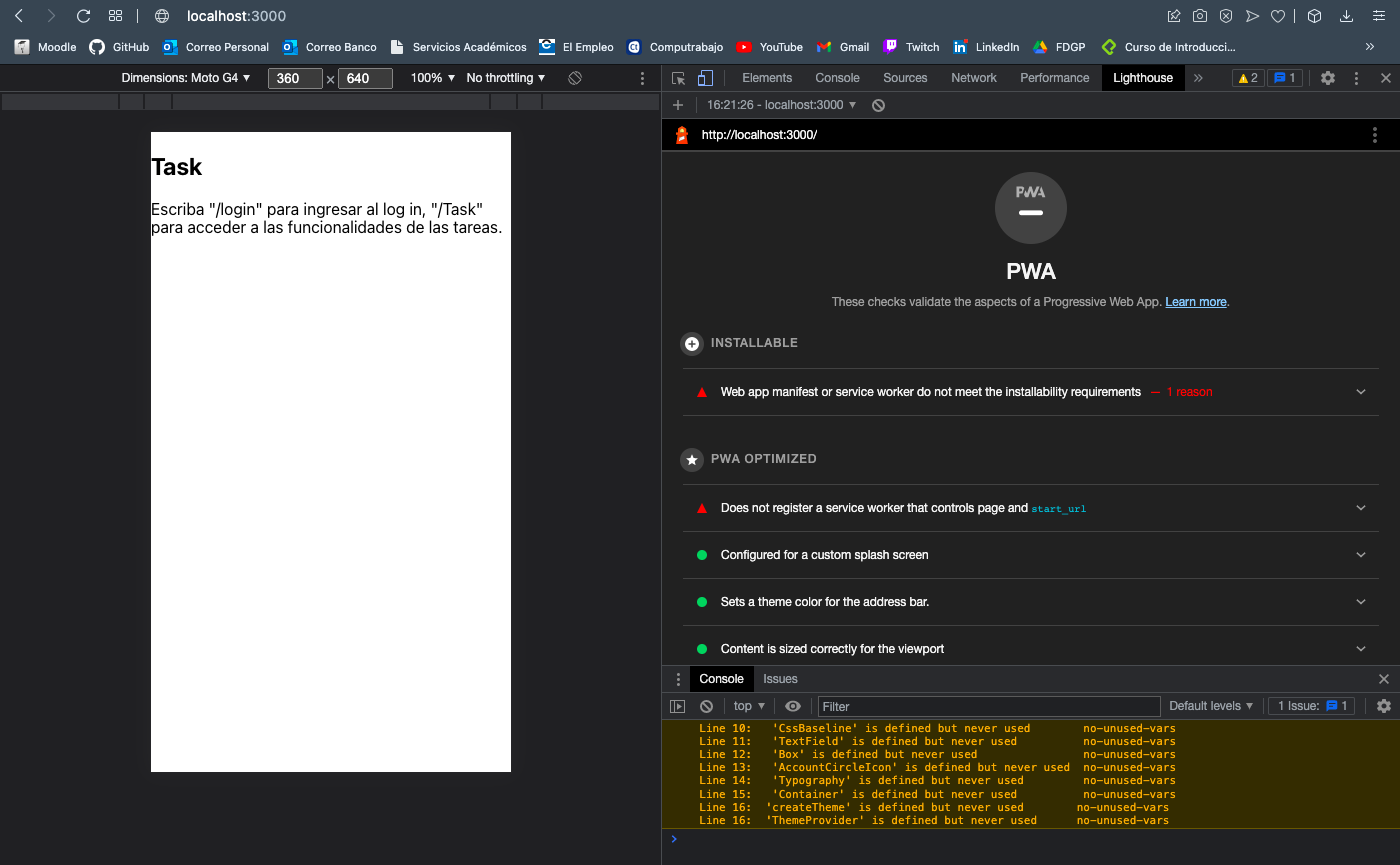 localhost:3000
Moodle GitHub Correo Personal Correo Banco Servicios Académicos El Empleo Computrabajo YouTube Gmail Twitch LinkedIn FDGP Curso de Introducci... »
Dimensions: Moto G4 ▼ 360 × 640 100% ▼ No throttling ▼
Task
Escriba "/login" para ingresar al log in, "/Task"
para acceder a las funcionalidades de las tareas.
Elements Console Sources Network Performance Lighthouse » 2 1
16:21:26 - localhost:3000 ▼
http://localhost:3000/
PWA
PWA
These checks validate the aspects of a Progressive Web App. Learn more.
INSTALLABLE
Web app manifest or service worker do not meet the installability requirements — 1 reason
PWA OPTIMIZED
Does not register a service worker that controls page and start_url
Configured for a custom splash screen
Sets a theme color for the address bar.
Content is sized correctly for the viewport
Console Issues
top ▼ Filter Default levels ▼ 1 Issue: 1
Line 10: 'CssBaseline' is defined but never used no-unused-vars
Line 11: 'TextField' is defined but never used no-unused-vars
Line 12: 'Box' is defined but never used no-unused-vars
Line 13: 'AccountCircleIcon' is defined but never used no-unused-vars
Line 14: 'Typography' is defined but never used no-unused-vars
Line 15: 'Container' is defined but never used no-unused-vars
Line 16: 'createTheme' is defined but never used no-unused-vars
Line 16: 'ThemeProvider' is defined but never used no-unused-vars